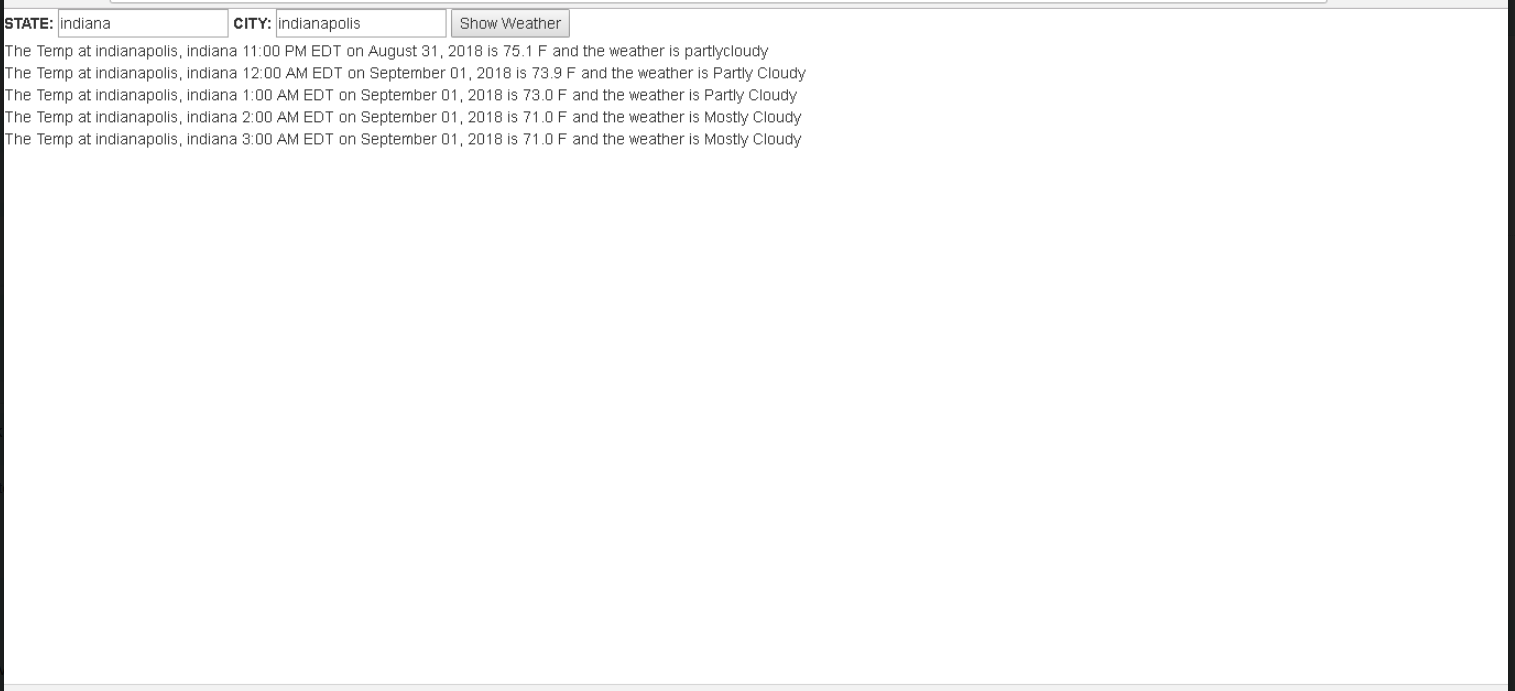 STATE: indiana CITY: indianapolis Show Weather
The Temp at indianapolis, indiana 11:00 PM EDT on August 31, 2018 is 75.1 F and the weather is partlycloudy
The Temp at indianapolis, indiana 12:00 AM EDT on September 01, 2018 is 73.9 F and the weather is Partly Cloudy
The Temp at indianapolis, indiana 1:00 AM EDT on September 01, 2018 is 73.0 F and the weather is Partly Cloudy
The Temp at indianapolis, indiana 2:00 AM EDT on September 01, 2018 is 71.0 F and the weather is Mostly Cloudy
The Temp at indianapolis, indiana 3:00 AM EDT on September 01, 2018 is 71.0 F and the weather is Mostly Cloudy